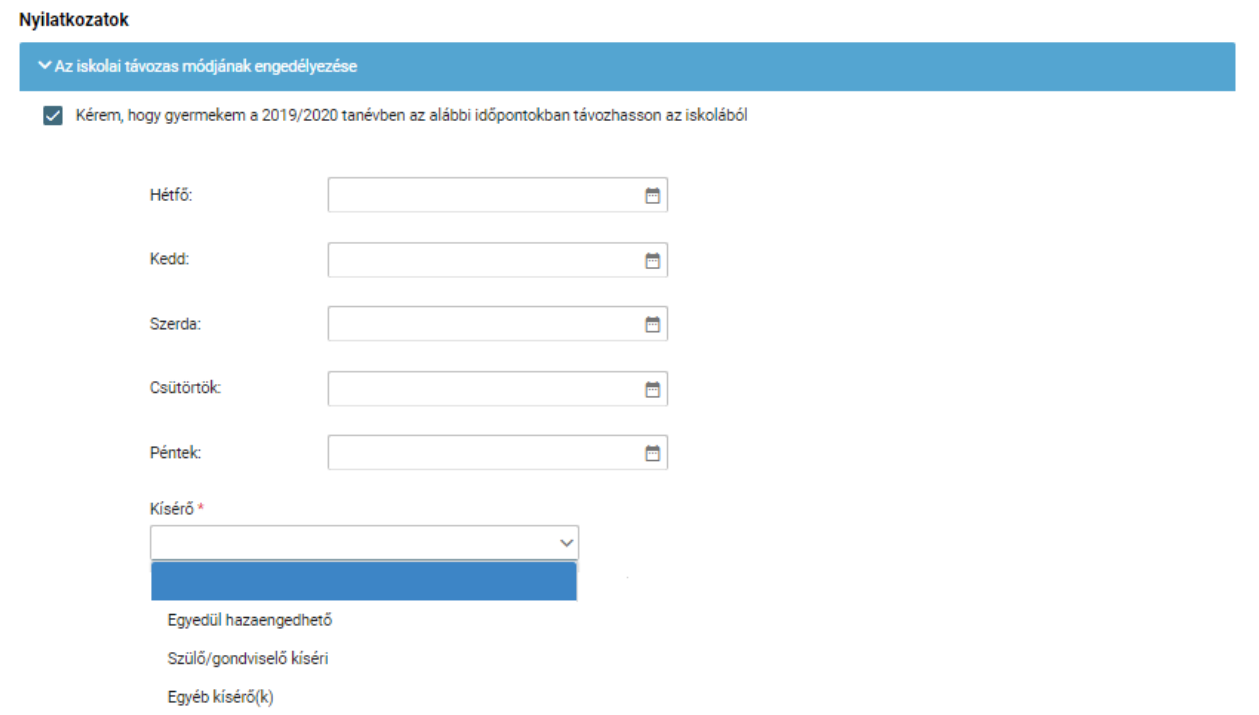 Nyilatkozatok
Az iskolai távozas módjának engedélyezése
Kérem, hogy gyermekem a 2019/2020 tanévben az alábbi időpontokban távozhasson az iskolából
Hétfő:
Kedd:
Szerda:
Csütörtök:
Péntek:
Kísérő *
Egyedül hazaengedhető
Szülő/gondviselő kíséri
Egyéb kísérő(k)